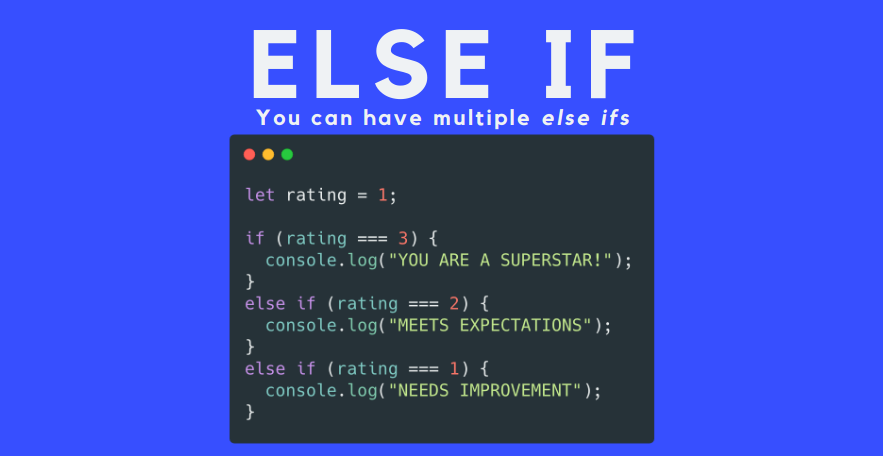 ELSE IF
You can have multiple else ifs
let rating = 1;
if (rating === 3) {
  console.log("YOU ARE A SUPERSTAR!");
}
else if (rating === 2) {
  console.log("MEETS EXPECTATIONS");
}
else if (rating === 1) {
  console.log("NEEDS IMPROVEMENT");
}